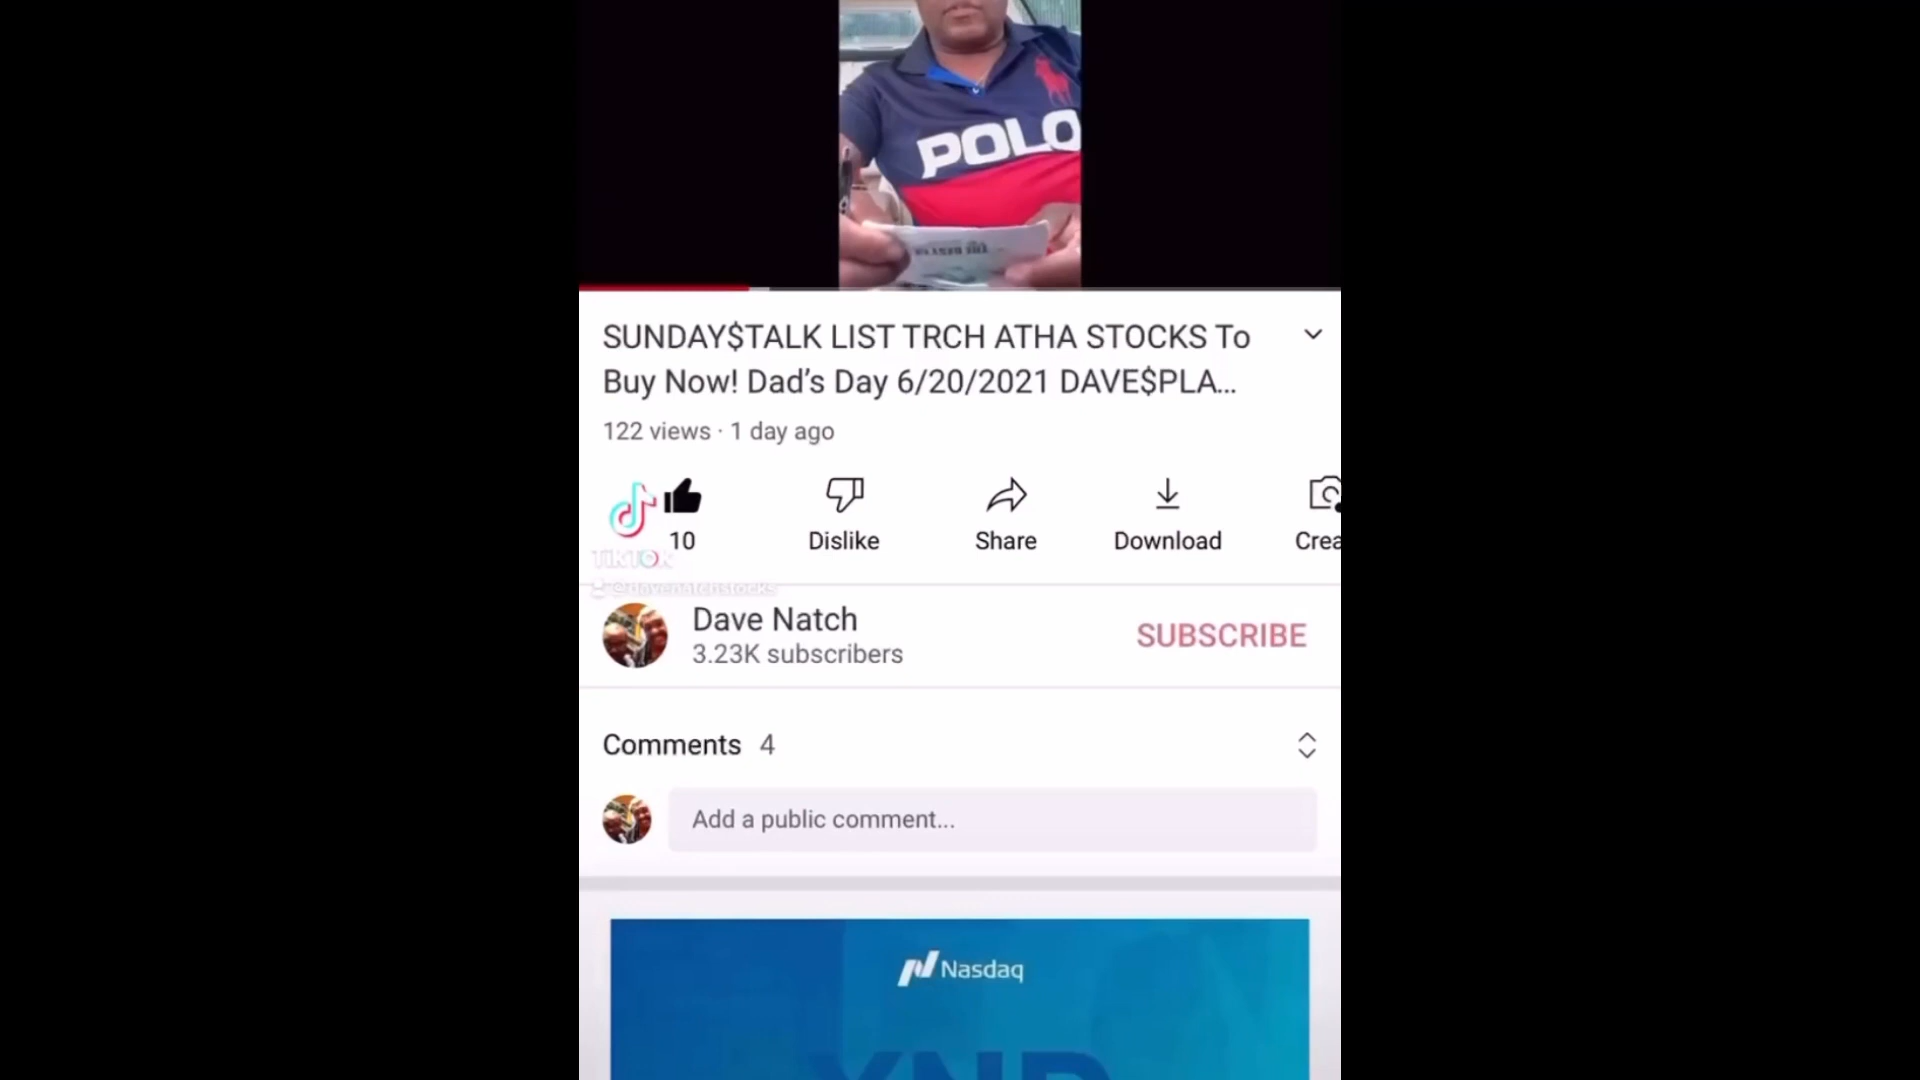 POLO
SUNDAY$TALK LIST TRCH ATHA STOCKS To
Buy Now! Dad’s Day 6/20/2021 DAVE$PLA...
122 views · 1 day ago
10
Dislike
Share
Download
Crea
TikTok
@davenatchstocks
Dave Natch
3.23K subscribers
SUBSCRIBE
Comments 4
Add a public comment...
Nasdaq